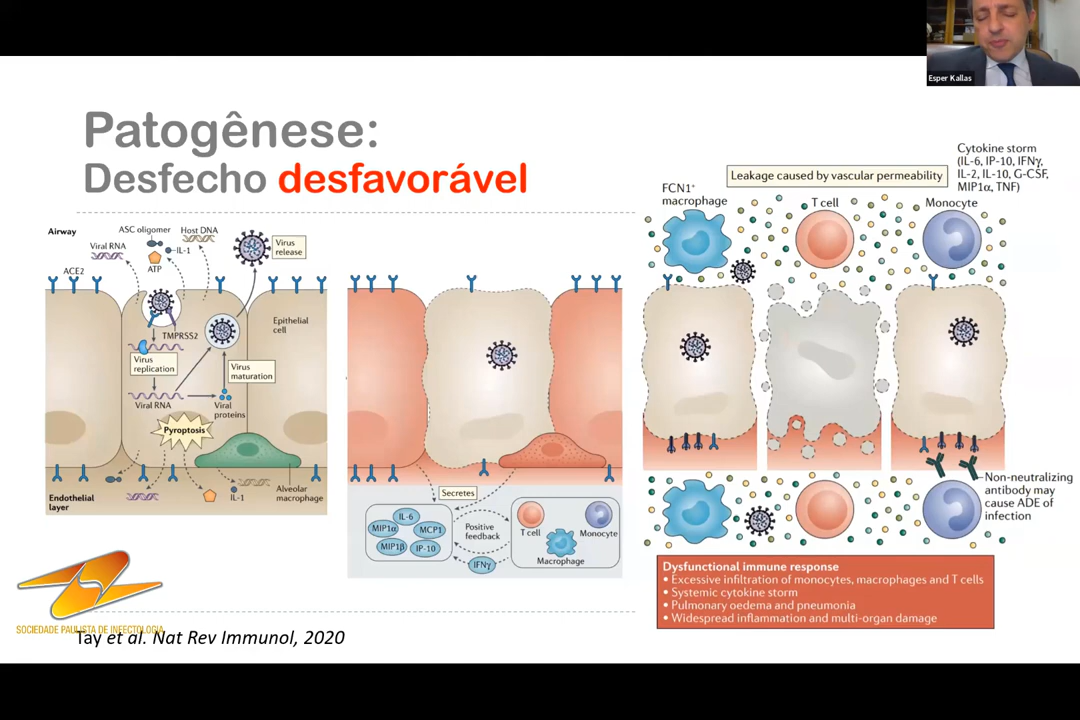 Esper Kallas
Patogênese:
Desfecho desfavorável
Airway
ASC oligomer
Host DNA
Viral RNA
IL-1
ATP
Virus
release
ACE2
TMPRSS2
Epithelial
cell
Virus
replication
Virus
maturation
Viral RNA
Viral
proteins
Pyroptosis
IL-1
Alveolar
macrophage
Endothelial
layer
Secretes
IL-6
MIP1α
MCP1
MIP1β
IP-10
Positive
feedback
IFNγ
T cell
Monocyte
Macrophage
Cytokine storm
(IL-6, IP-10, IFNγ,
IL-2, IL-10, G-CSF,
MIP1α, TNF)
Leakage caused by vascular permeability
FCN1+
macrophage
T cell
Monocyte
Non-neutralizing
antibody may
cause ADE of
infection
Dysfunctional immune response
• Excessive infiltration of monocytes, macrophages and T cells
• Systemic cytokine storm
• Pulmonary oedema and pneumonia
• Widespread inflammation and multi-organ damage
SOCIEDADE PAULISTA DE INFECTOLOGIA
Tay et al. Nat Rev Immunol, 2020